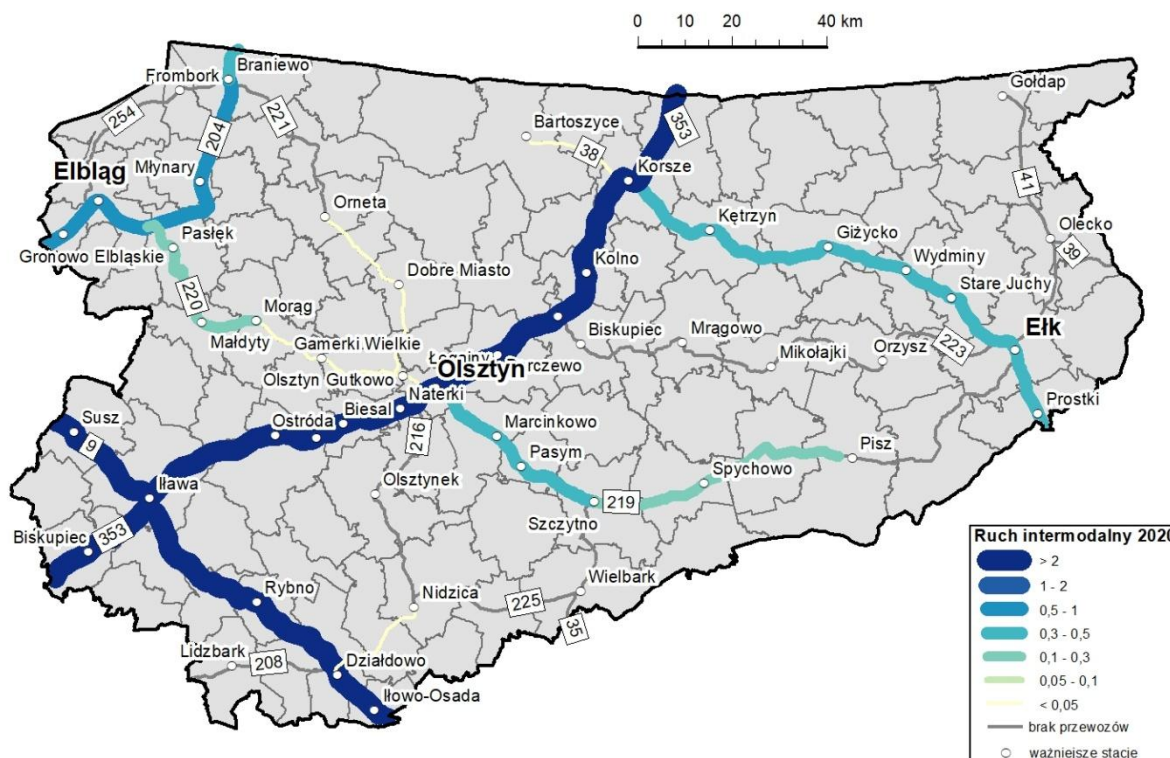 0 10 20 40 km
Braniewo
Frombork
Gołdap
254
221
204
Bartoszyce
353
38
Korsze
Młynary
Elbląg
41
Orneta
Kętrzyn
Giżycko
Olecko
Pasłęk
39
Gronowo Elbląskie
Kolno
Wydminy
Dobre Miasto
Stare Juchy
220
Morąg
Małdyty
Biskupiec
Mrągowo
Ełk
Gamerki Wielkie
Mikołajki
Orzysz
223
Olsztyn
Olsztyn Gutkowo
Naterki
Prostki
Susz
Biesal
Ostróda
Marcinkowo
9
216
Pasym
Pisz
Spychowo
Iława
Olsztynek
219
353
Szczytno
Biskupiec
Wielbark
Rybno
Nidzica
225
35
Lidzbark
208
Działdowo
Iłowo-Osada
Ruch intermodalny 2020
> 2
1 - 2
0,5 - 1
0,3 - 0,5
0,1 - 0,3
0,05 - 0,1
< 0,05
brak przewozów
ważniejsze stacje